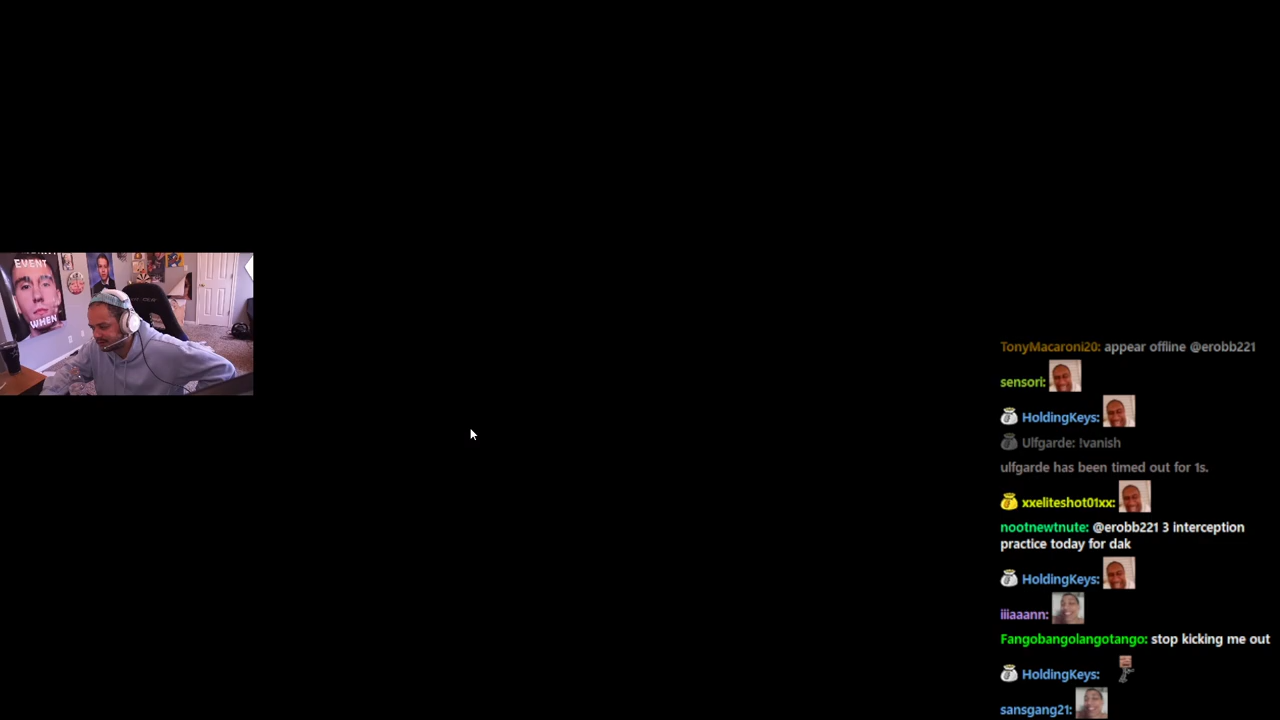 EVENT
WHEN
TonyMacaroni20: appear offline @erobb221
sensori:
HoldingKeys:
Ulfgarde: !vanish
ulfgarde has been timed out for 1s.
xxeliteshot01xx:
nootnewtnute: @erobb221 3 interception
practice today for dak
HoldingKeys:
iiiaaann:
Fangobangolangotango: stop kicking me out
HoldingKeys:
sansgang21: